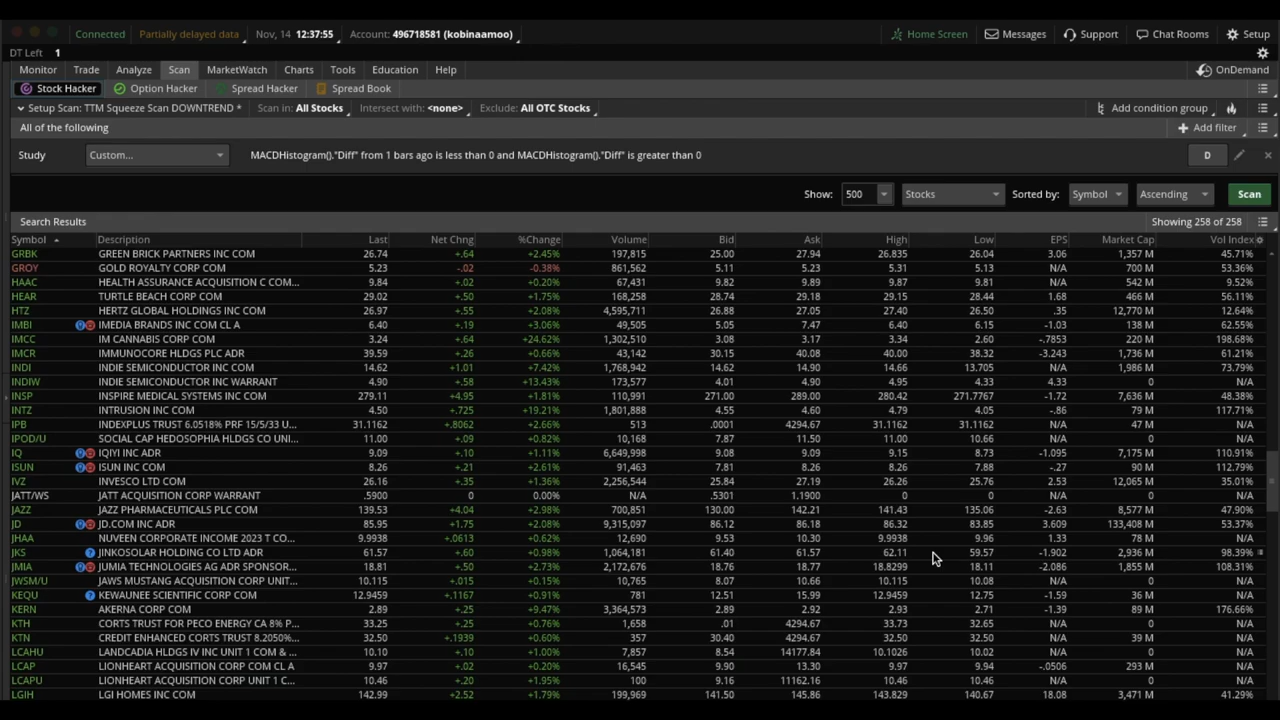 Connected Partially delayed data Nov, 14 12:37:55 Account: 496718581 (kobinaamoo) Home Screen Messages Support Chat Rooms Setup
DT Left 1
Monitor Trade Analyze Scan MarketWatch Charts Tools Education Help OnDemand
Stock Hacker Option Hacker Spread Hacker Spread Book
Setup Scan: TTM Squeeze Scan DOWNTREND * Scan in: All Stocks Intersect with: <none> Exclude: All OTC Stocks Add condition group
All of the following Add filter
Study Custom... MACDHistogram()."Diff" from 1 bars ago is less than 0 and MACDHistogram()."Diff" is greater than 0 D
Show: 500 Stocks Sorted by: Symbol Ascending Scan
Search Results Showing 258 of 258
Symbol Description Last Net Chng %Change Volume Bid Ask High Low EPS Market Cap Vol Index
GRBK GREEN BRICK PARTNERS INC COM 26.74 +.64 +2.45% 197,815 25.00 27.94 26.835 26.04 3.06 1,357 M 45.71%
GROY GOLD ROYALTY CORP COM 5.23 -.02 -0.38% 861,562 5.11 5.23 5.31 5.13 N/A 700 M 53.36%
HAAC HEALTH ASSURANCE ACQUISITION C COM... 9.84 +.02 +0.20% 67,431 9.82 9.89 9.87 9.81 N/A 542 M 9.52%
HEAR TURTLE BEACH CORP COM 29.02 +.50 +1.75% 168,258 28.74 29.18 29.15 28.44 1.68 466 M 56.11%
HTZ HERTZ GLOBAL HOLDINGS INC COM 26.97 +.55 +2.08% 4,595,711 26.88 27.05 27.40 26.50 .35 12,770 M 12.64%
IMBI IMEDIA BRANDS INC COM CL A 6.40 +.19 +3.06% 49,505 5.05 7.47 6.40 6.15 -1.03 138 M 62.55%
IMCC IM CANNABIS CORP COM 3.24 +.64 +24.62% 1,302,510 3.08 3.17 3.34 2.60 -.7853 220 M 198.68%
IMCR IMMUNOCORE HLDGS PLC ADR 39.59 +.26 +0.66% 43,142 30.15 40.08 40.00 38.32 -3.243 1,736 M 61.21%
INDI INDIE SEMICONDUCTOR INC COM 14.62 +1.01 +7.42% 1,768,942 14.62 14.90 14.66 13.705 N/A 1,986 M 73.79%
INDIW INDIE SEMICONDUCTOR INC WARRANT 4.90 +.58 +13.43% 173,577 4.01 4.90 4.95 4.33 4.33 0 N/A
INSP INSPIRE MEDICAL SYSTEMS INC COM 279.11 +4.95 +1.81% 110,991 271.00 289.00 280.42 271.7767 -1.72 7,616 M 48.38%
INTZ INTRUSION INC COM 4.50 +.725 +19.21% 1,801,888 4.55 4.60 4.79 4.05 -.86 79 M 117.71%
IPB INDEXPLUS TRUST 6.0518% PRF 15/5/33 U... 31.1162 +.8062 +2.66% 513 .0001 4294.67 31.1162 31.1162 N/A 47 M N/A
IPOD/U SOCIAL CAP HEDOSOPHIA HLDGS CO UNI... 11.00 +.09 +0.82% 10,168 7.87 11.50 11.00 10.66 N/A 0 N/A
IQ IQIYI INC ADR 9.09 +.10 +1.11% 6,649,998 9.08 9.09 9.15 8.73 -1.095 7,175 M 110.91%
ISUN ISUN INC COM 8.26 +.21 +2.61% 91,463 7.81 8.26 8.26 7.88 -.27 90 M 112.79%
IVZ INVESCO LTD COM 26.16 +.35 +1.36% 2,256,544 25.84 27.17 26.26 25.76 2.53 12,065 M 35.01%
JATT/WS JATT ACQUISITION CORP WARRANT .5900 0 0.00% N/A .5301 1.1900 0 0 N/A 0 N/A
JAZZ JAZZ PHARMACEUTICALS PLC COM 139.53 +4.04 +2.98% 700,851 130.00 142.21 141.43 135.06 -2.63 8,577 M 47.90%
JD JD.COM INC ADR 85.95 +1.75 +2.08% 9,315,097 86.12 86.18 86.32 83.85 3.609 133,408 M 53.37%
JHAA NUVEEN CORPORATE INCOME 2023 T CO... 9.9938 +.0613 +0.62% 12,690 9.53 10.30 9.9938 9.96 1.33 78 M N/A
JKS JINKOSOLAR HOLDING CO LTD ADR 61.57 +.60 +0.98% 1,064,181 61.40 61.57 62.11 59.57 -1.902 2,936 M 98.39%
JMIA JUMIA TECHNOLOGIES AG ADR SPONSOR... 18.81 +.50 +2.73% 2,172,676 18.76 18.77 18.8299 18.11 -2.086 1,855 M 108.31%
JWSM/U JAWS MUSTANG ACQUISITION CORP UNIT... 10.115 +.015 +0.15% 10,765 8.07 10.66 10.115 10.08 N/A 0 N/A
KEQU KEWAUNEE SCIENTIFIC CORP COM 12.9459 +.1167 +0.91% 781 12.51 15.99 12.9459 12.75 -1.59 36 M N/A
KERN AKERNA CORP COM 2.89 +.25 +9.47% 3,364,573 2.89 2.92 2.93 2.71 -1.39 89 M 176.66%
KTH CORTS TRUST FOR PECO ENERGY CA 8% P... 33.25 +.25 +0.76% 1,658 .01 4294.67 33.73 32.65 N/A 0 N/A
KTN CREDIT ENHANCED CORTS TRUST 8.2050%... 32.50 +.1939 +0.60% 357 30.40 4294.67 32.50 32.50 N/A 39 M N/A
LCAHU LANDCADIA HLDGS IV INC UNIT 1 COM & ... 10.10 +.10 +1.00% 7,857 8.54 14177.84 10.1026 10.02 N/A 0 N/A
LCAP LIONHEART ACQUISITION CORP COM CL A 9.97 +.02 +0.20% 16,545 9.90 13.30 9.97 9.94 -.0506 293 M N/A
LCAPU LIONHEART ACQUISITION CORP UNIT 1 C... 10.46 +.20 +1.95% 100 9.16 11162.16 10.46 10.46 N/A 0 N/A
LGIH LGI HOMES INC COM 142.99 +2.52 +1.79% 199,969 141.50 145.86 143.829 140.67 18.08 3,471 M 41.29%